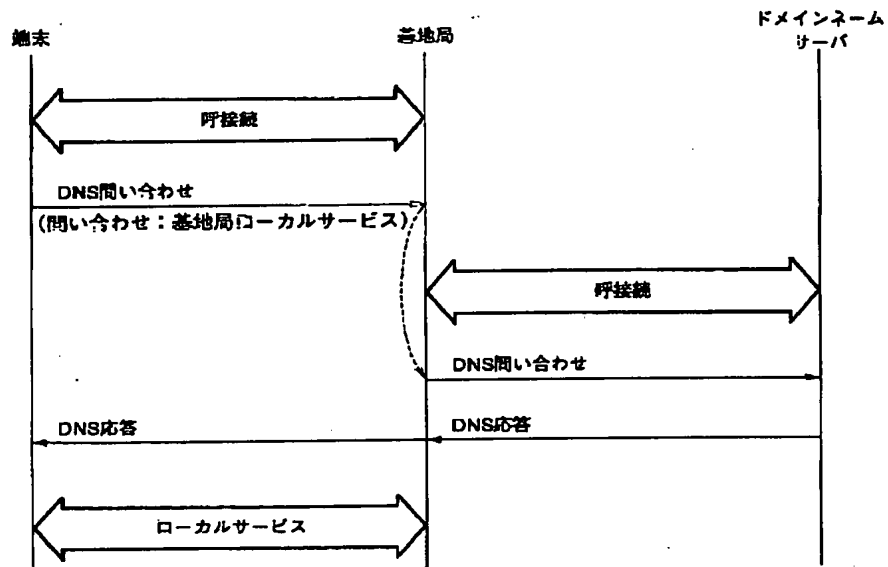 端末
基地局
ドメインネーム
サーバ
呼接続
DNS問い合わせ
(問い合わせ:基地局ローカルサービス)
呼接続
DNS問い合わせ
DNS応答
DNS応答
ローカルサービス